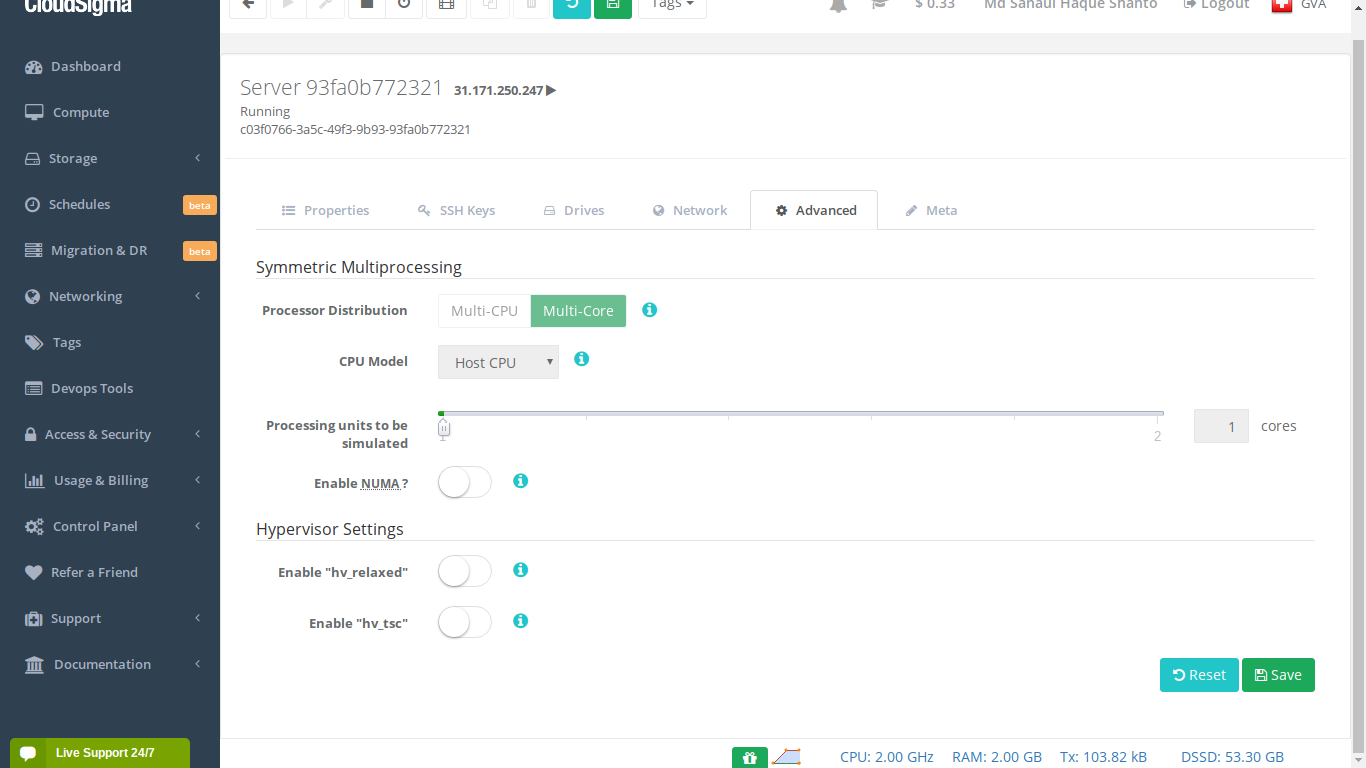 CloudSigma
Tags
$ 0.33
Md Sanaul Haque Shanto
Logout
GVA
Dashboard
Compute
Storage
Schedules beta
Migration & DR beta
Networking
Tags
Devops Tools
Access & Security
Usage & Billing
Control Panel
Refer a Friend
Support
Documentation
Live Support 24/7
Server 93fa0b772321 31.171.250.247
Running
c03f0766-3a5c-49f3-9b93-93fa0b772321
Properties SSH Keys Drives Network Advanced Meta
Symmetric Multiprocessing
Processor Distribution Multi-CPU Multi-Core
CPU Model Host CPU
Processing units to be
simulated
1 2
1 cores
Enable NUMA ?
Hypervisor Settings
Enable "hv_relaxed"
Enable "hv_tsc"
Reset Save
CPU: 2.00 GHz RAM: 2.00 GB Tx: 103.82 kB DSSD: 53.30 GB